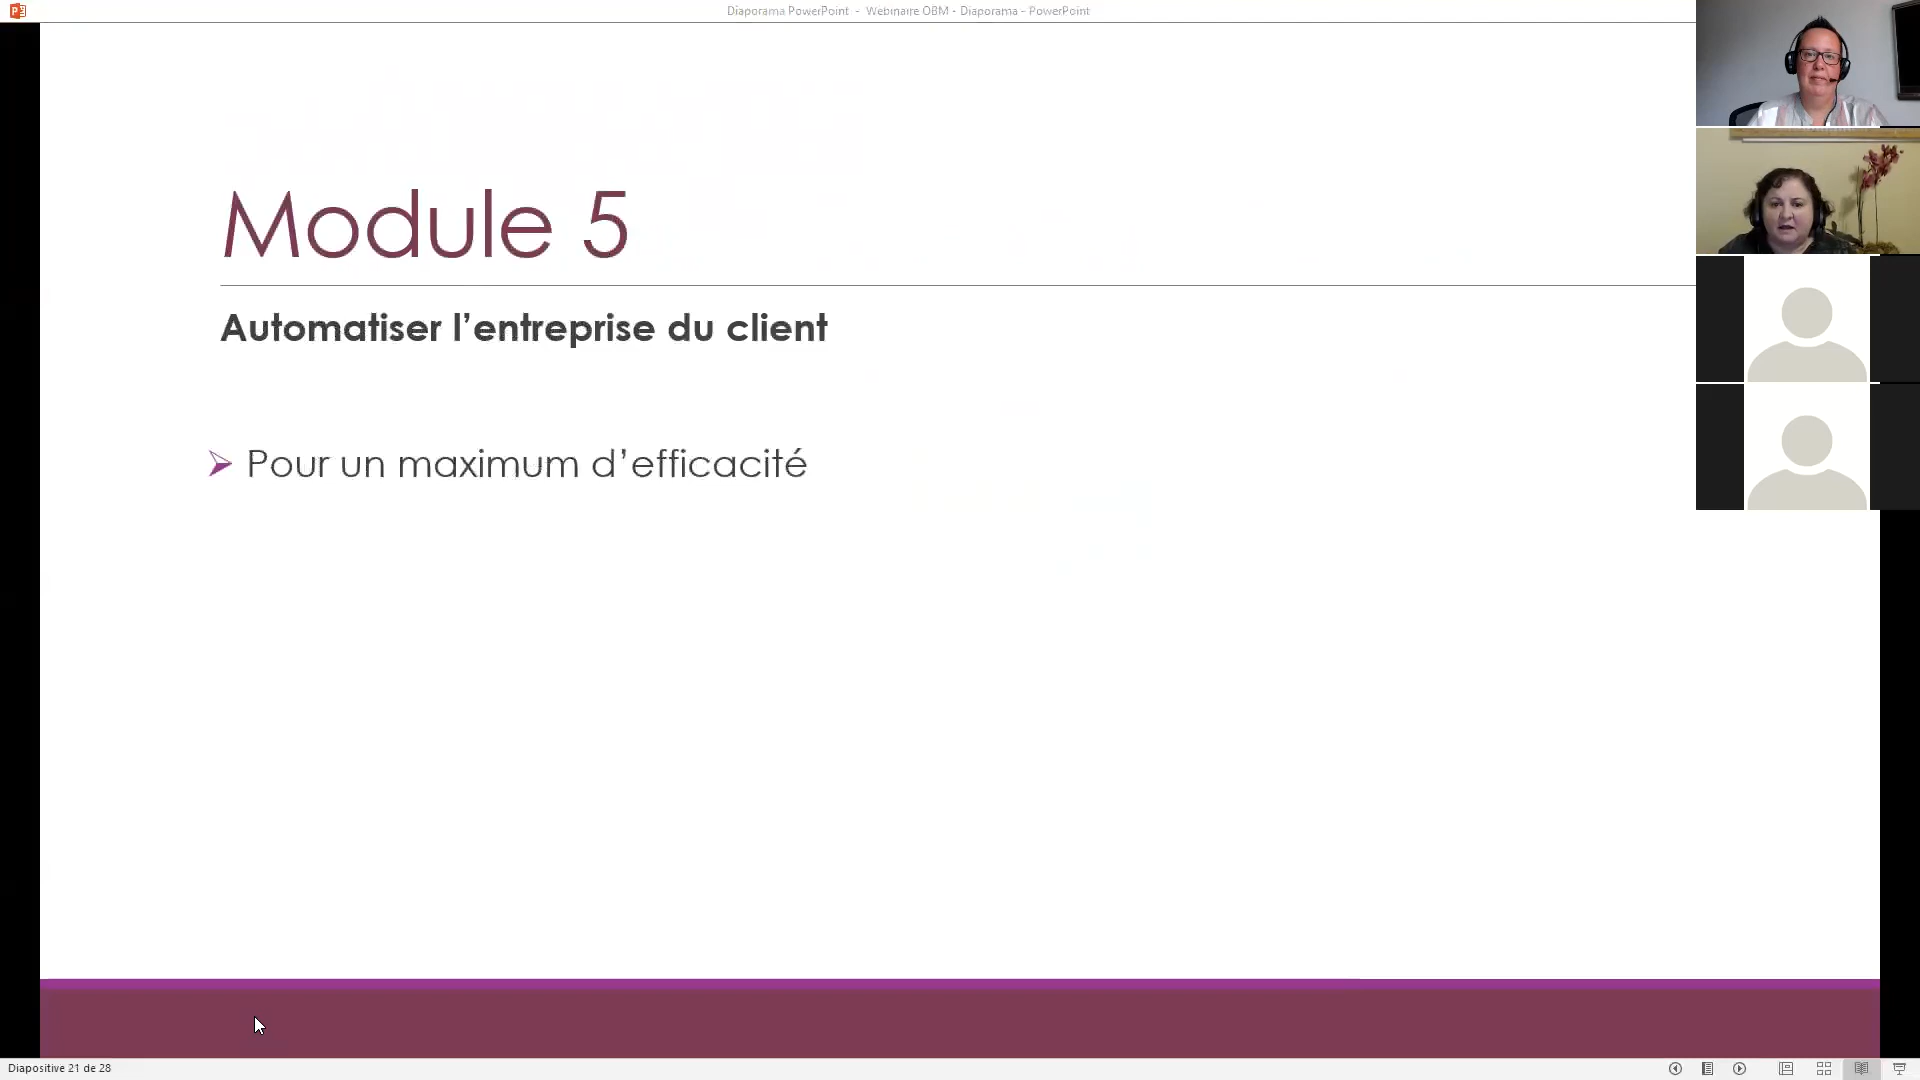 Diaporama PowerPoint - Webinaire OBM - Diaporama - PowerPoint
Module 5
Automatiser l’entreprise du client
Pour un maximum d’efficacité
Diapositive 21 de 28